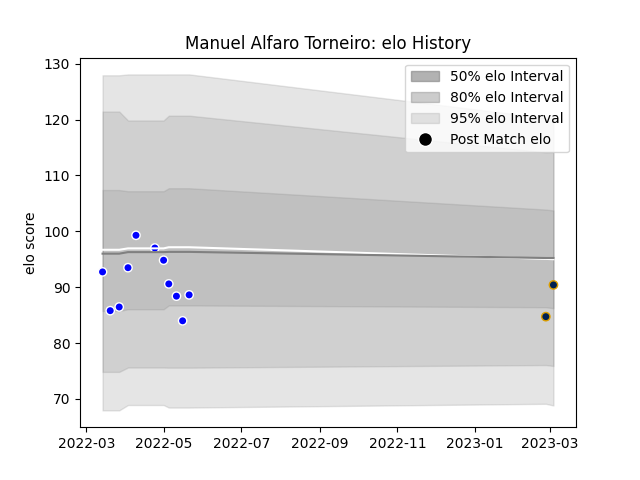 Manuel Alfaro Torneiro: elo History
130
120
110
100
90
80
70
elo score
50% elo Interval
80% elo Interval
95% elo Interval
Post Match elo
2022-03
2022-05
2022-07
2022-09
2022-11
2023-01
2023-03